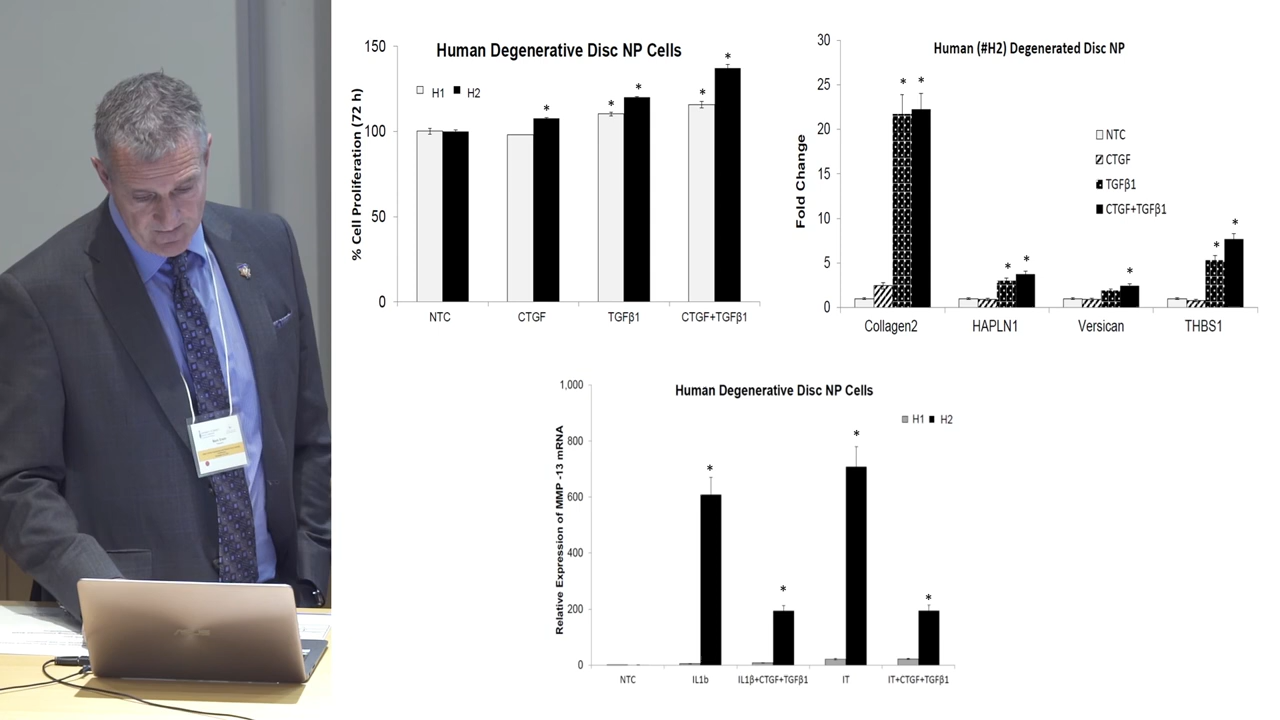 Human Degenerative Disc NP Cells
% Cell Proliferation (72 h)
150
100
50
0
H1 H2
* * * * *
NTC CTGF TGFβ1 CTGF+TGFβ1
Human (#H2) Degenerated Disc NP
Fold Change
30
25
20
15
10
5
0
NTC
CTGF
TGFβ1
CTGF+TGFβ1
* * * * * * *
Collagen2 HAPLN1 Versican THBS1
Human Degenerative Disc NP Cells
Relative Expression of MMP -13 mRNA
1,000
800
600
400
200
0
H1 H2
* * * *
NTC IL1b IL1β+CTGF+TGFβ1 IT IT+CTGF+TGFβ1